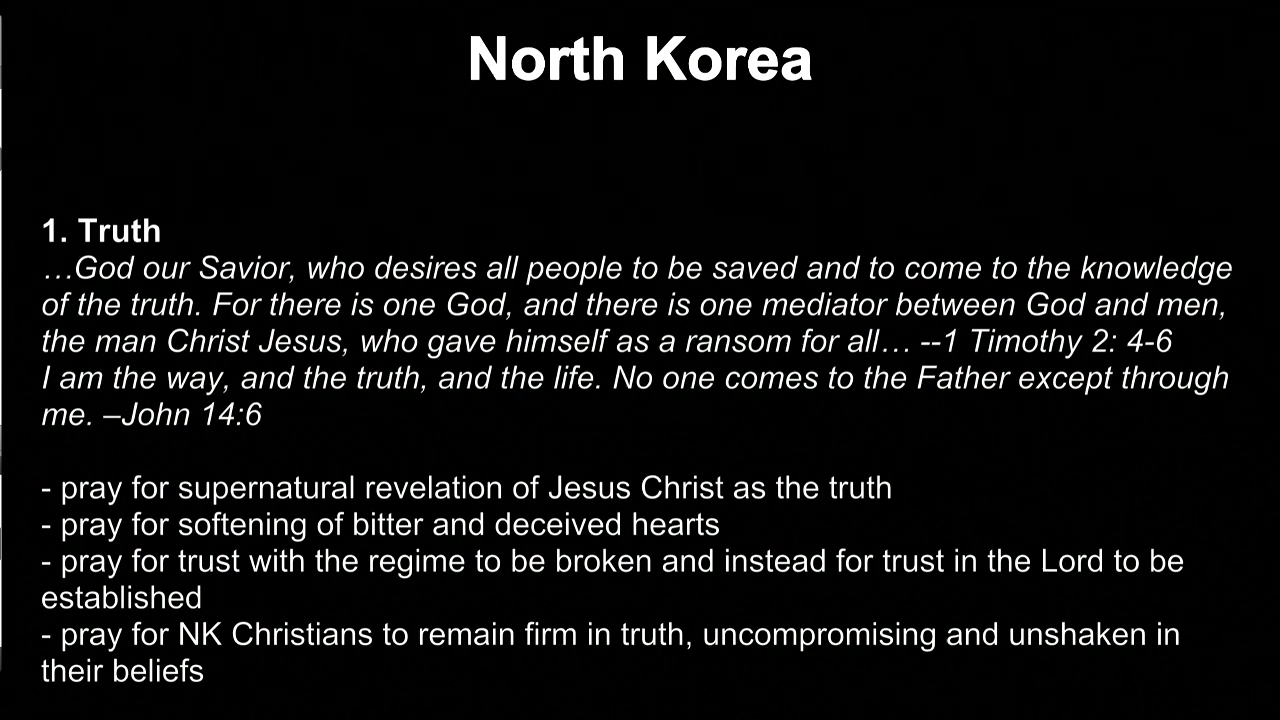 North Korea
1. Truth
…God our Savior, who desires all people to be saved and to come to the knowledge
of the truth. For there is one God, and there is one mediator between God and men,
the man Christ Jesus, who gave himself as a ransom for all… --1 Timothy 2: 4-6
I am the way, and the truth, and the life. No one comes to the Father except through
me. –John 14:6
- pray for supernatural revelation of Jesus Christ as the truth
- pray for softening of bitter and deceived hearts
- pray for trust with the regime to be broken and instead for trust in the Lord to be
established
- pray for NK Christians to remain firm in truth, uncompromising and unshaken in
their beliefs